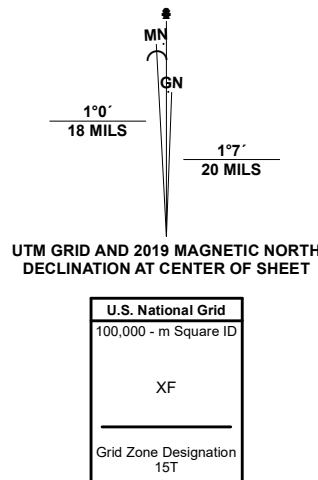 MN
GN
1°0´
18 MILS
1°7´
20 MILS
UTM GRID AND 2019 MAGNETIC NORTH
DECLINATION AT CENTER OF SHEET
U.S. National Grid
100,000 - m Square ID
XF
Grid Zone Designation
15T